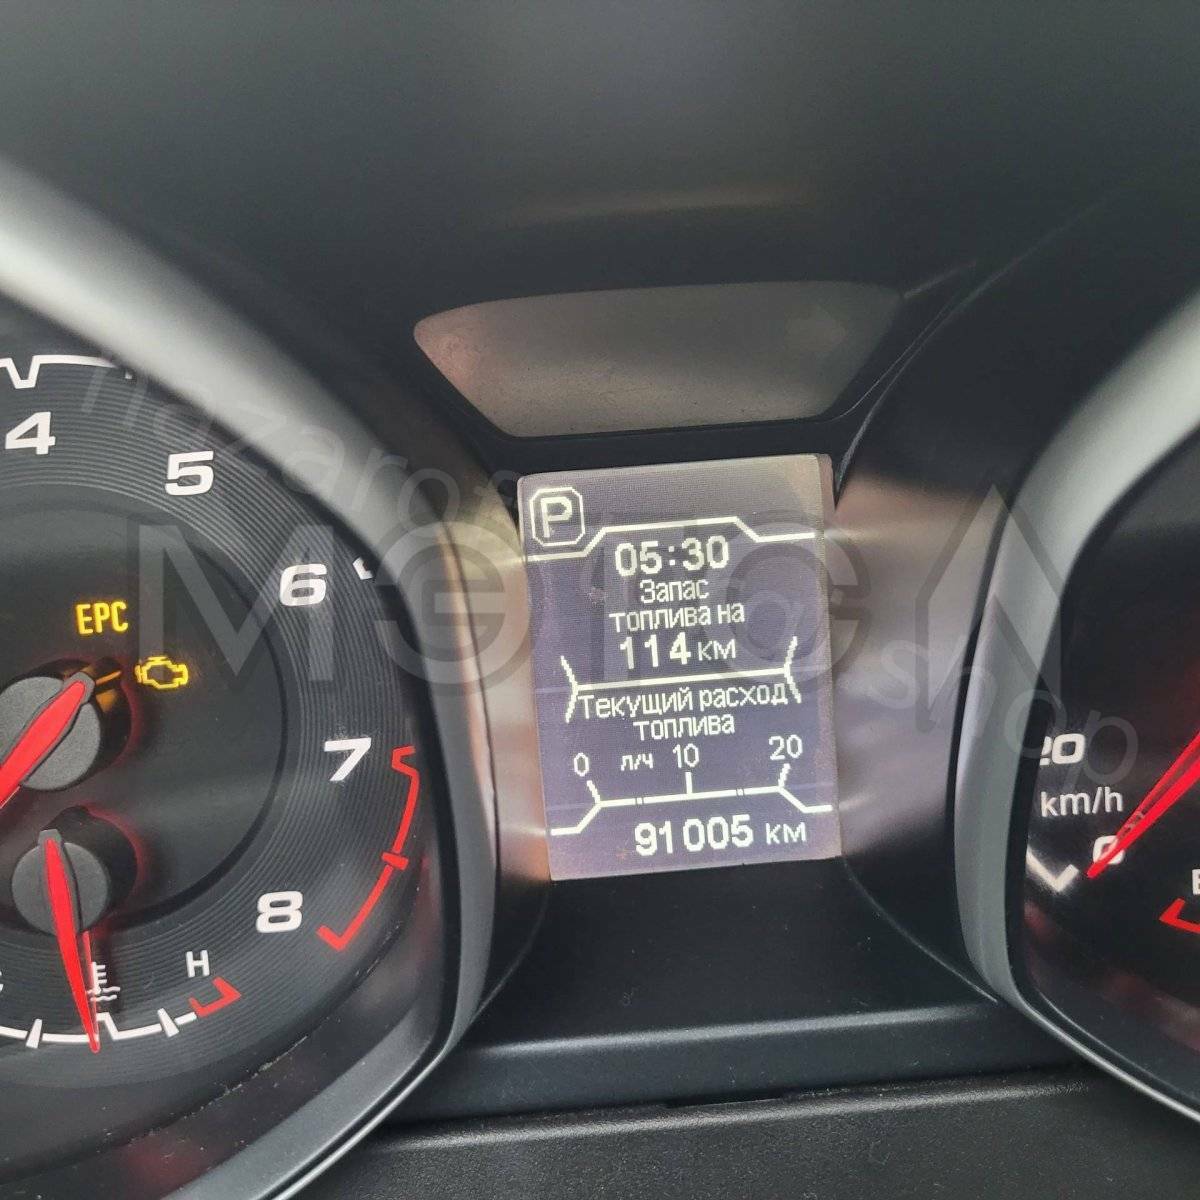 4
5
6
7
8
EPC
H
P
05:30
Запас
топлива на
114 км
Текущий расход
топлива
0 л/ч 10 20
91005 км
20
km/h
0
E
shop